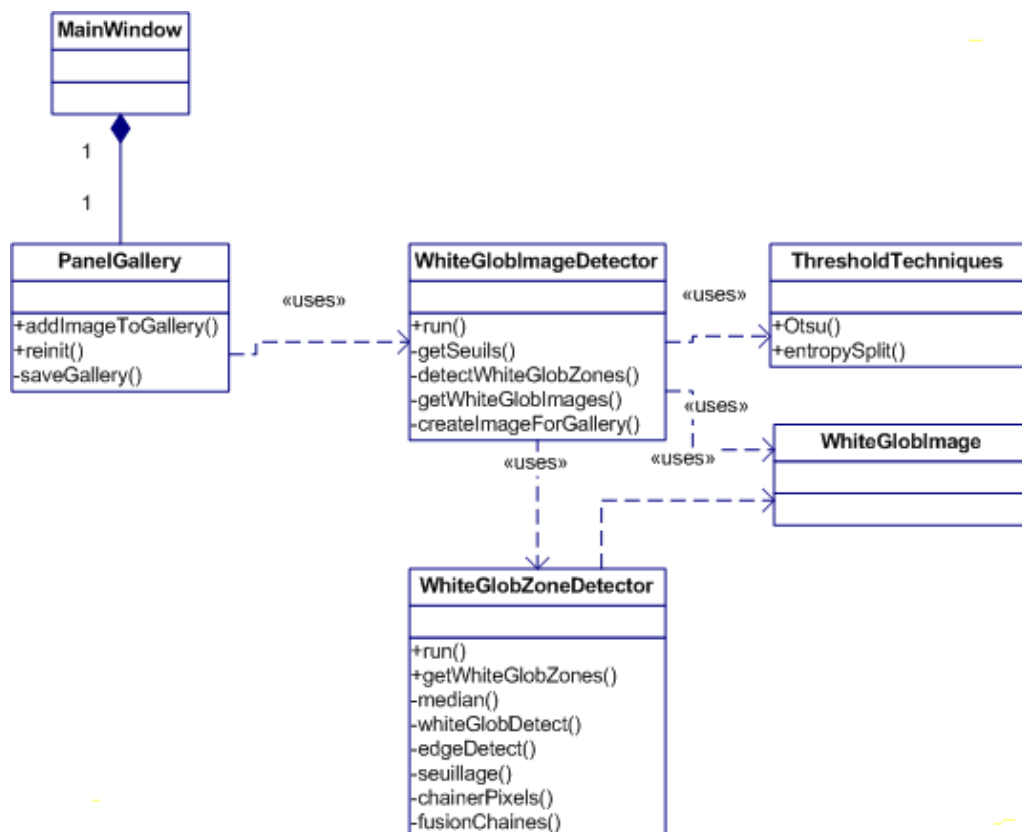 MainWindow
1
1
PanelGallery
+addImageToGallery()
+reinit()
-saveGallery()
«uses»
WhiteGlobImageDetector
+run()
-getSeuils()
-detectWhiteGlobZones()
-getWhiteGlobImages()
-createImageForGallery()
«uses»
ThresholdTechniques
+Otsu()
+entropySplit()
«uses»
«uses»
«uses»
WhiteGlobImage
WhiteGlobZoneDetector
+run()
+getWhiteGlobZones()
-median()
-whiteGlobDetect()
-edgeDetect()
-seuillage()
-chainerPixels()
-fusionChaines()